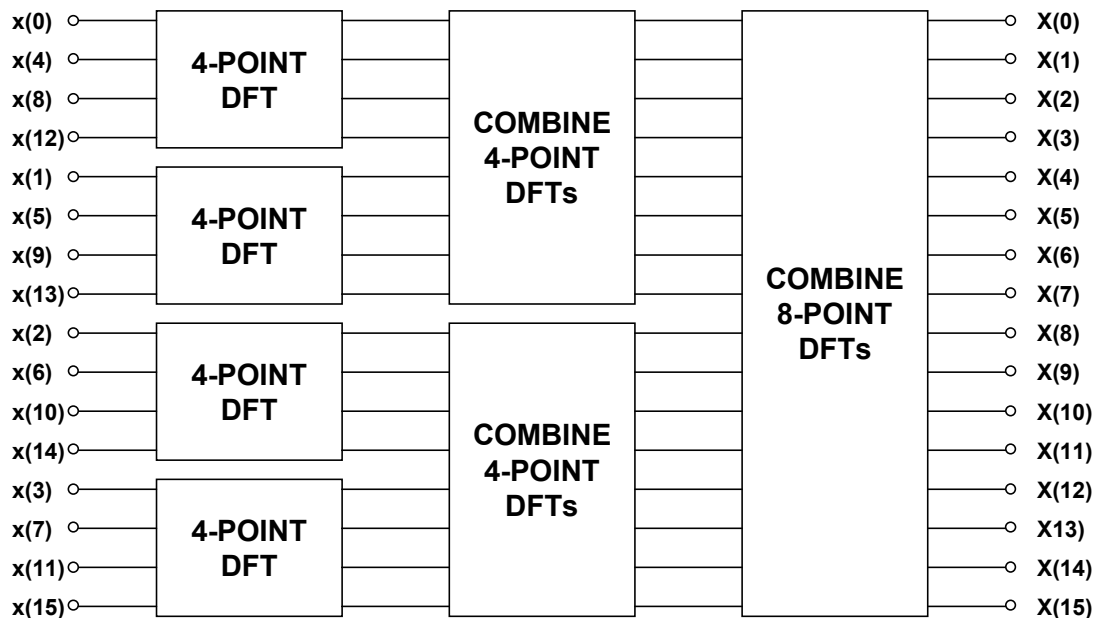 x(0)
x(4)
x(8)
x(12)
x(1)
x(5)
x(9)
x(13)
x(2)
x(6)
x(10)
x(14)
x(3)
x(7)
x(11)
x(15)
4-POINT
DFT
4-POINT
DFT
4-POINT
DFT
4-POINT
DFT
COMBINE
4-POINT
DFTs
COMBINE
4-POINT
DFTs
COMBINE
8-POINT
DFTs
X(0)
X(1)
X(2)
X(3)
X(4)
X(5)
X(6)
X(7)
X(8)
X(9)
X(10)
X(11)
X(12)
X13)
X(14)
X(15)